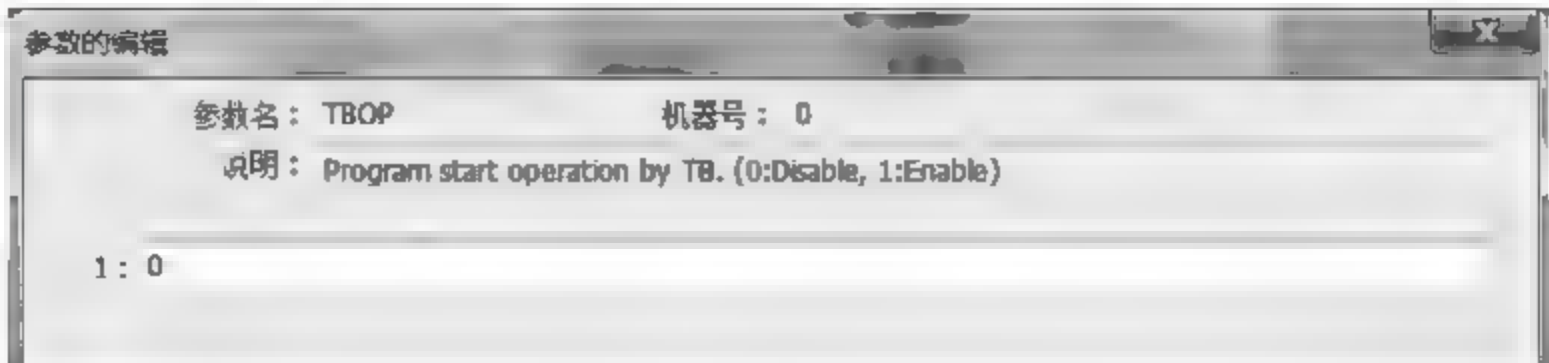 参数的编辑
X
参数名： TBOP 机器号： 0
说明： Program start operation by TB. (0:Disable, 1:Enable)
1: 0